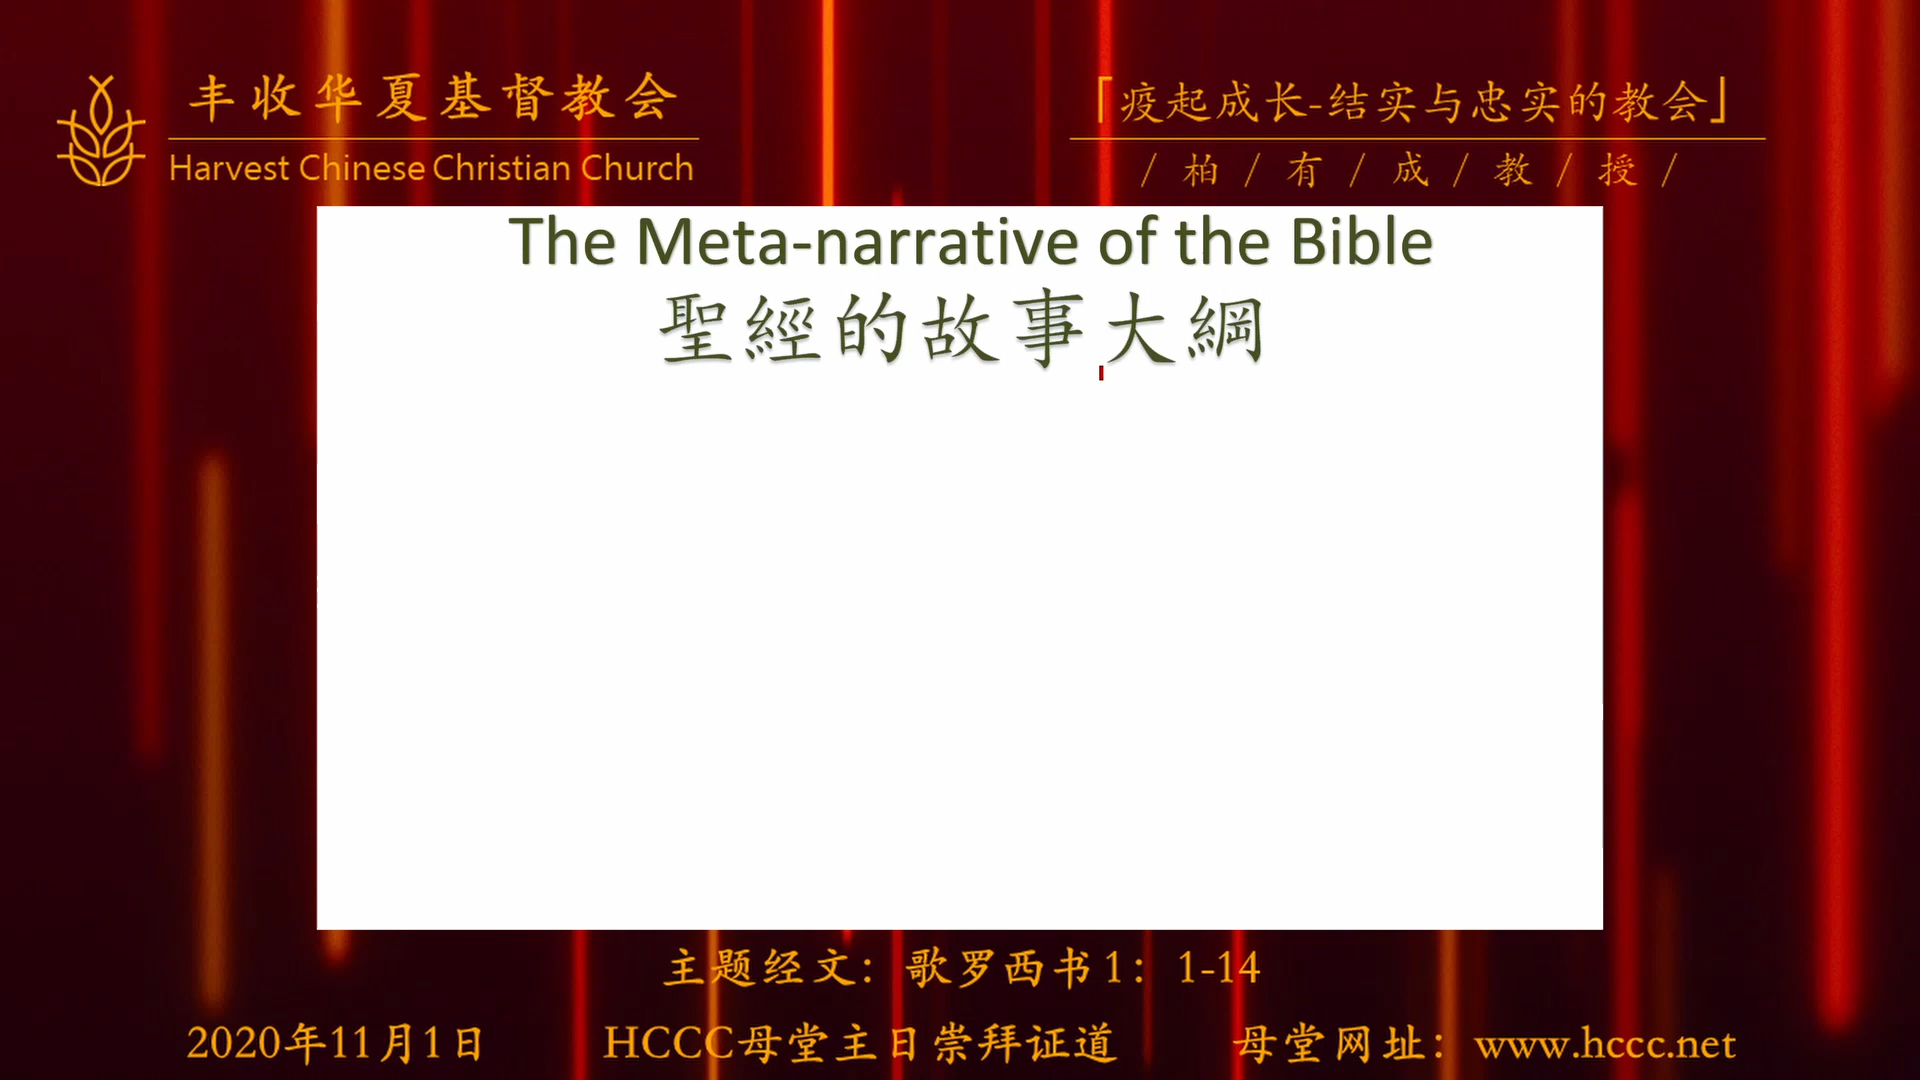 丰收华夏基督教会
Harvest Chinese Christian Church
「疫起成长-结实与忠实的教会」
/ 柏 / 有 / 成 / 教 / 授 /
The Meta-narrative of the Bible
聖經的故事大綱
主题经文：歌罗西书1：1-14
2020年11月1日
HCCC母堂主日崇拜证道
母堂网址：www.hccc.net